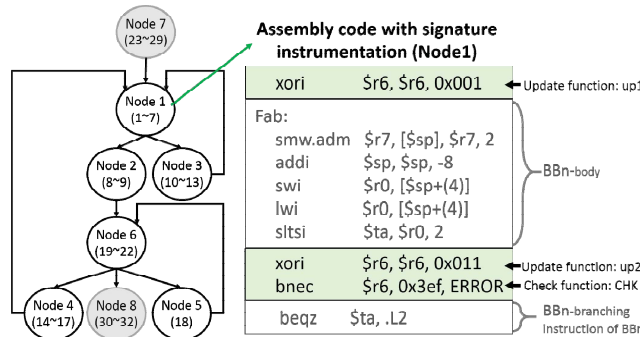 Node 7
(23~29)
Node 1
(1~7)
Node 2
(8~9)
Node 3
(10~13)
Node 6
(19~22)
Node 4
(14~17)
Node 8
(30~32)
Node 5
(18)
Assembly code with signature
instrumentation (Node1)
xori $r6, $r6, 0x001
Update function: up1
Fab:
smw.adm $r7, [$sp], $r7, 2
addi $sp, $sp, -8
swi $r0, [$sp+(4)]
lwi $r0, [$sp+(4)]
sltsi $ta, $r0, 2
BBn-body
xori $r6, $r6, 0x011
Update function: up2
bnec $r6, 0x3ef, ERROR
Check function: CHK
beqz $ta, .L2
BBn-branching
Instruction of BBn